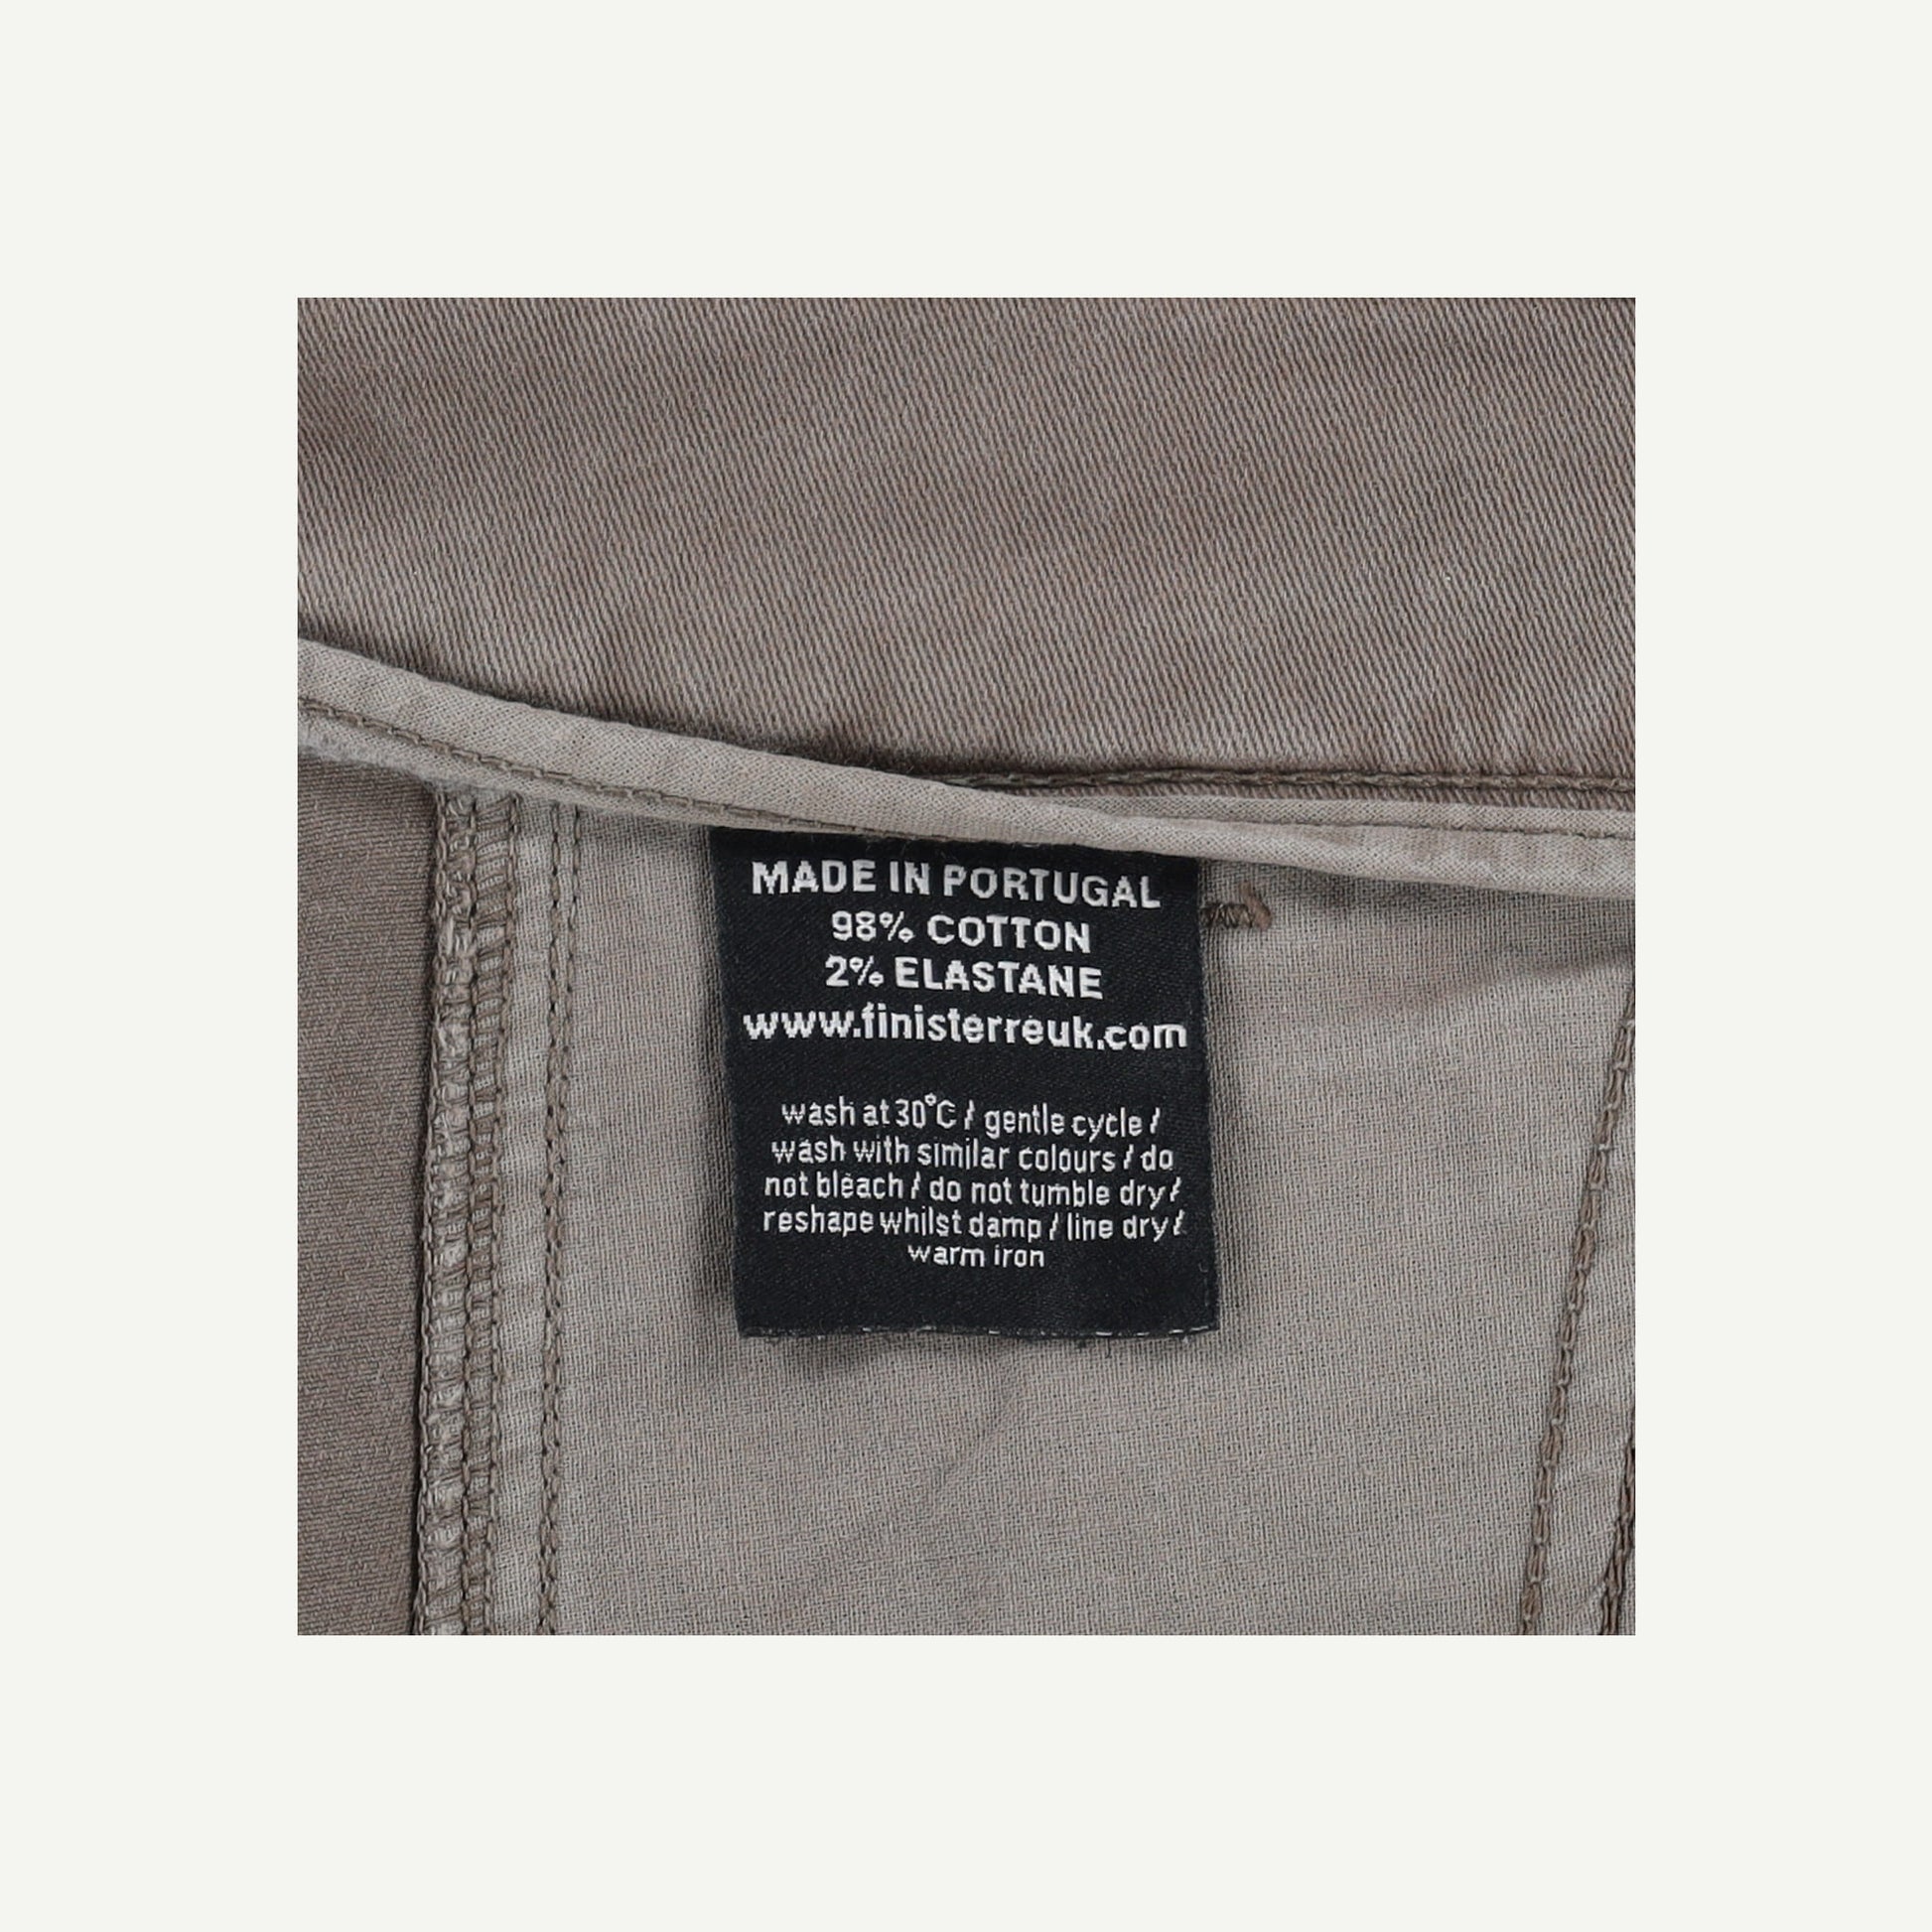 MADE IN PORTUGAL
98% COTTON
2% ELASTANE
www.finisterreuk.com
wash at 30°C / gentle cycle /
wash with similar colours / do
not bleach / do not tumble dry /
reshape whilst damp / line dry /
warm iron